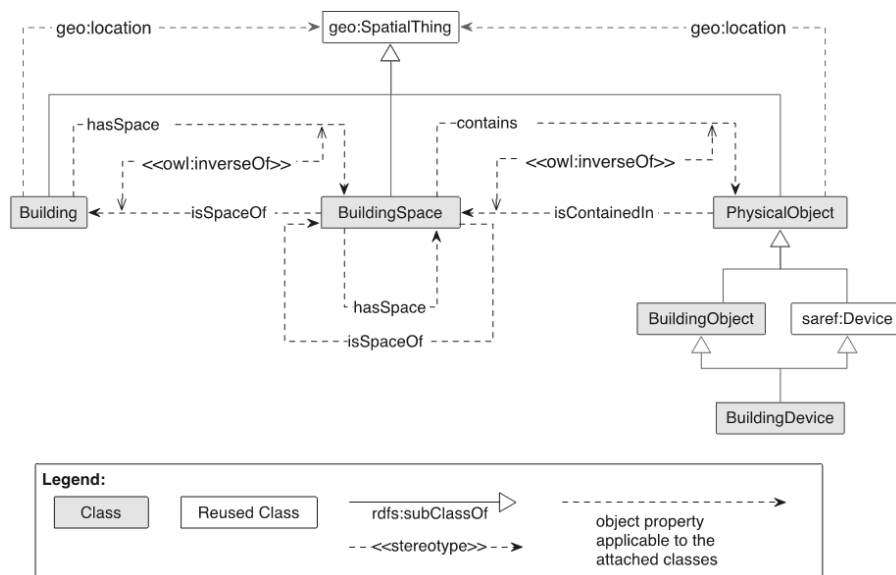 geo:location
geo:SpatialThing
geo:location
hasSpace
contains
<<owl:inverseOf>>
<<owl:inverseOf>>
Building
isSpaceOf
BuildingSpace
isContainedIn
PhysicalObject
hasSpace
isSpaceOf
BuildingObject
saref:Device
BuildingDevice
Legend:
Class
Reused Class
rdfs:subClassOf
<<stereotype>>
object property
applicable to the
attached classes